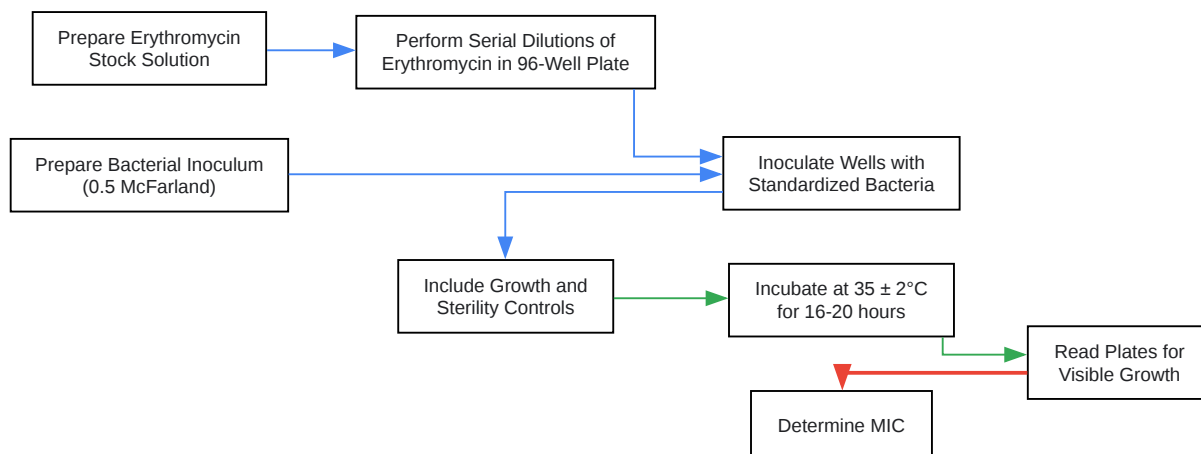 Prepare Erythromycin
Stock Solution
Perform Serial Dilutions of
Erythromycin in 96-Well Plate
Prepare Bacterial Inoculum
(0.5 McFarland)
Inoculate Wells with
Standardized Bacteria
Include Growth and
Sterility Controls
Incubate at 35 ± 2°C
for 16-20 hours
Read Plates for
Visible Growth
Determine MIC